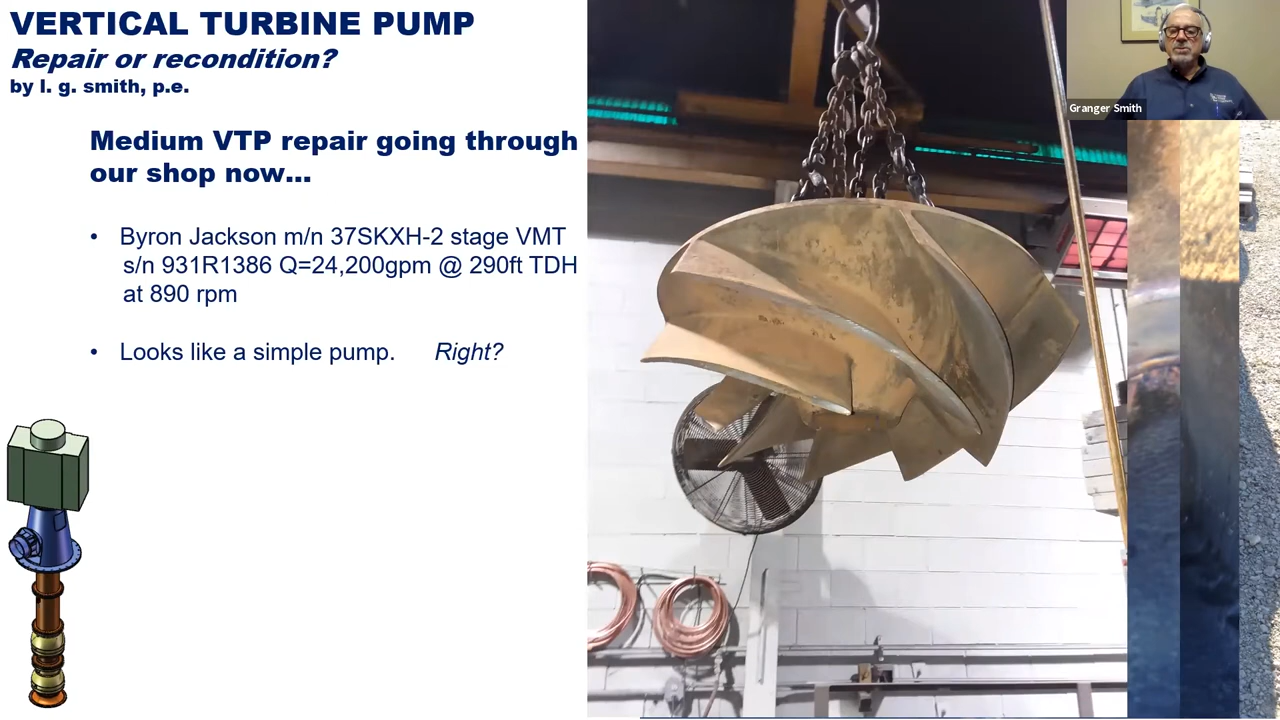 VERTICAL TURBINE PUMP
Repair or recondition?
by l. g. smith, p.e.
Medium VTP repair going through
our shop now...
• Byron Jackson m/n 37SKXH-2 stage VMT
s/n 931R1386 Q=24,200gpm @ 290ft TDH
at 890 rpm
• Looks like a simple pump. Right?
Granger Smith